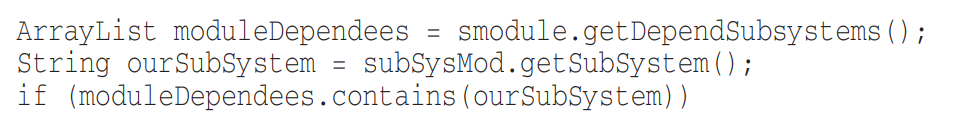 ArrayList moduleDependees = smodule.getDependSubsystems();
String ourSubSystem = subSysMod.getSubSystem();
if (moduleDependees.contains(ourSubSystem))